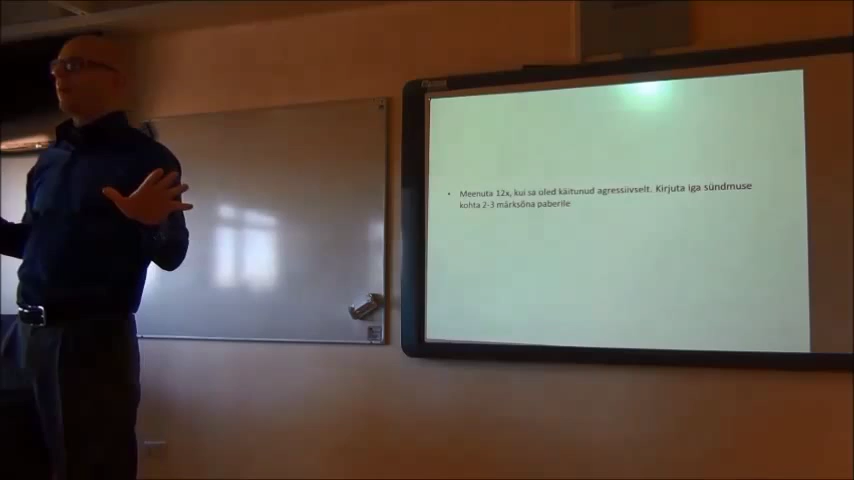 • Meenuta 12x, kui sa oled käitunud agressiivselt. Kirjuta iga sündmuse
kohta 2-3 märksõna paberile